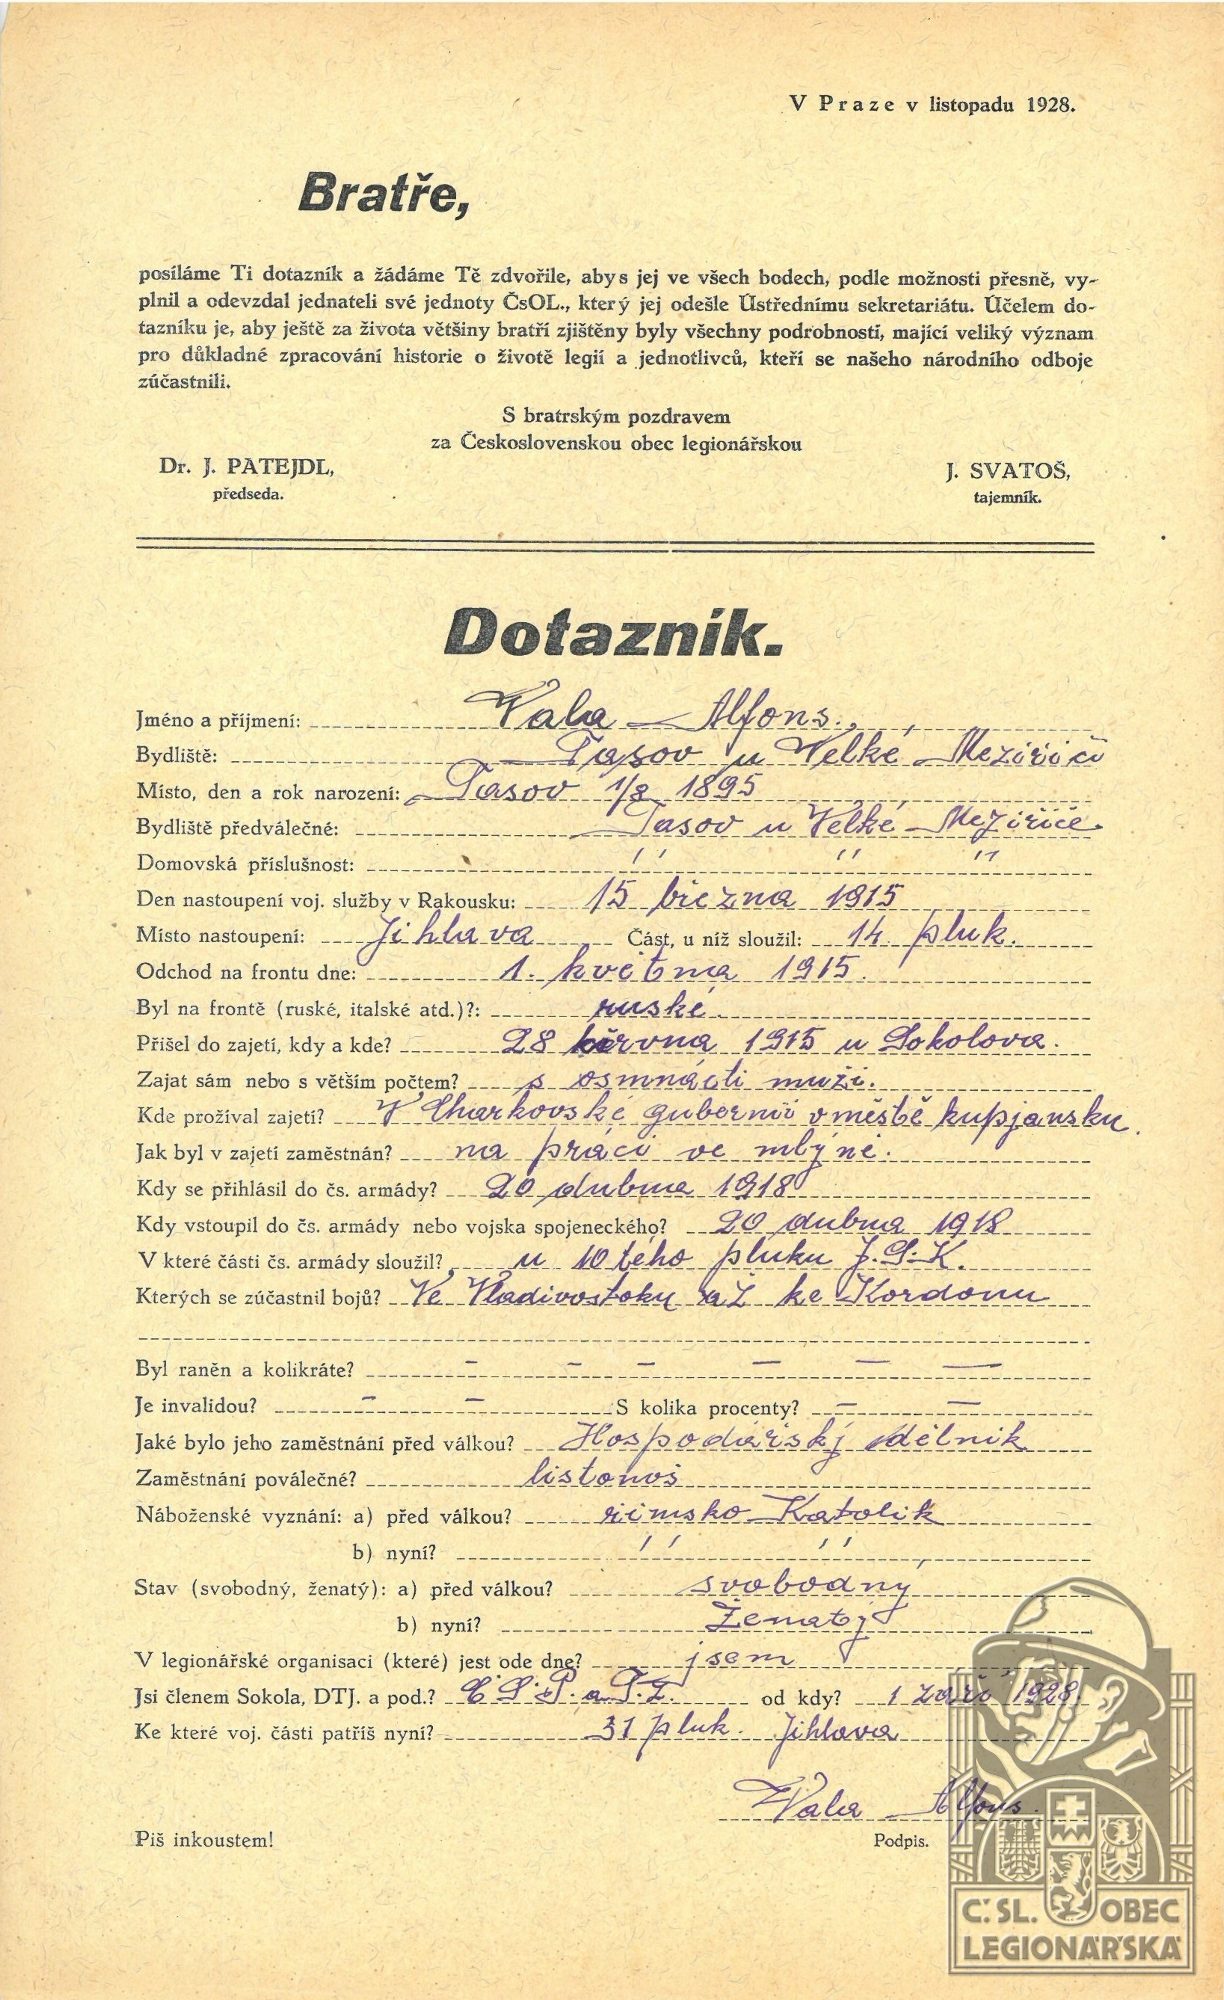 V Praze v listopadu 1928.
Bratře,
posíláme Ti dotazník a žádáme Tě zdvořile, abys jej ve všech bodech, podle možnosti přesně, vy-
plnil a odevzdal jednateli své jednoty ČsOL., který jej odešle Ústřednímu sekretariátu. Účelem do-
tazníku je, aby ještě za života většiny bratří zjištěny byly všechny podrobnosti, mající veliký význam
pro důkladné zpracování historie o životě legií a jednotlivců, kteří se našeho národního odboje
zúčastnili.
S bratrským pozdravem
za Československou obec legionářskou
Dr. J. PATEJDL, J. SVATOŠ,
předseda. tajemník.
Dotazník.
Jméno a příjmení: Vala Alfons.
Bydliště: Tasov u Velké Meziřičí
Místo, den a rok narození: Tasov 1/8 1895
Bydliště předválečné: Tasov u Velké Meziříče
Domovská příslušnost: " " "
Den nastoupení voj. služby v Rakousku: 15 března 1915
Místo nastoupení: Jihlava Část, u níž sloužil: 14 pluk.
Odchod na frontu dne: 1. květma 1915.
Byl na frontě (ruské, italské atd.)?: ruské.
Přišel do zajetí, kdy a kde? 28 června 1915 u Sokolova.
Zajat sám nebo s větším počtem? s osmnácti muži.
Kde prožíval zajetí? V Charkovské gubernii v městě kupjansku.
Jak byl v zajetí zaměstnán? na práci ve mlýně.
Kdy se přihlásil do čs. armády? 20 dubna 1918
Kdy vstoupil do čs. armády nebo vojska spojeneckého? 20 dubna 1918
V které části čs. armády sloužil? u 10 tého pluku J.S.K.
Kterých se zúčastnil bojů? Ve Vladivostoku až ke Kordonu
Byl raněn a kolikráte? – – – – – –
Je invalidou? – – S kolika procenty? – –
Jaké bylo jeho zaměstnání před válkou? Hospodářský dělnik
Zaměstnání poválečné? listonoš
Náboženské vyznání: a) před válkou? řimsko Katolik
b) nyní? " "
Stav (svobodný, ženatý): a) před válkou? svobodný
b) nyní? Ženatý
V legionářské organisaci (které) jest ode dne? jsem
Jsi členem Sokola, DTJ. a pod.? od kdy? 1 září 1928.
Ke které voj. části patříš nyní? 31 pluk. Jihlava
Vala Alfons.
Piš inkoustem! Podpis.
Č. SL. OBEC
LEGIONÁŘSKÁ